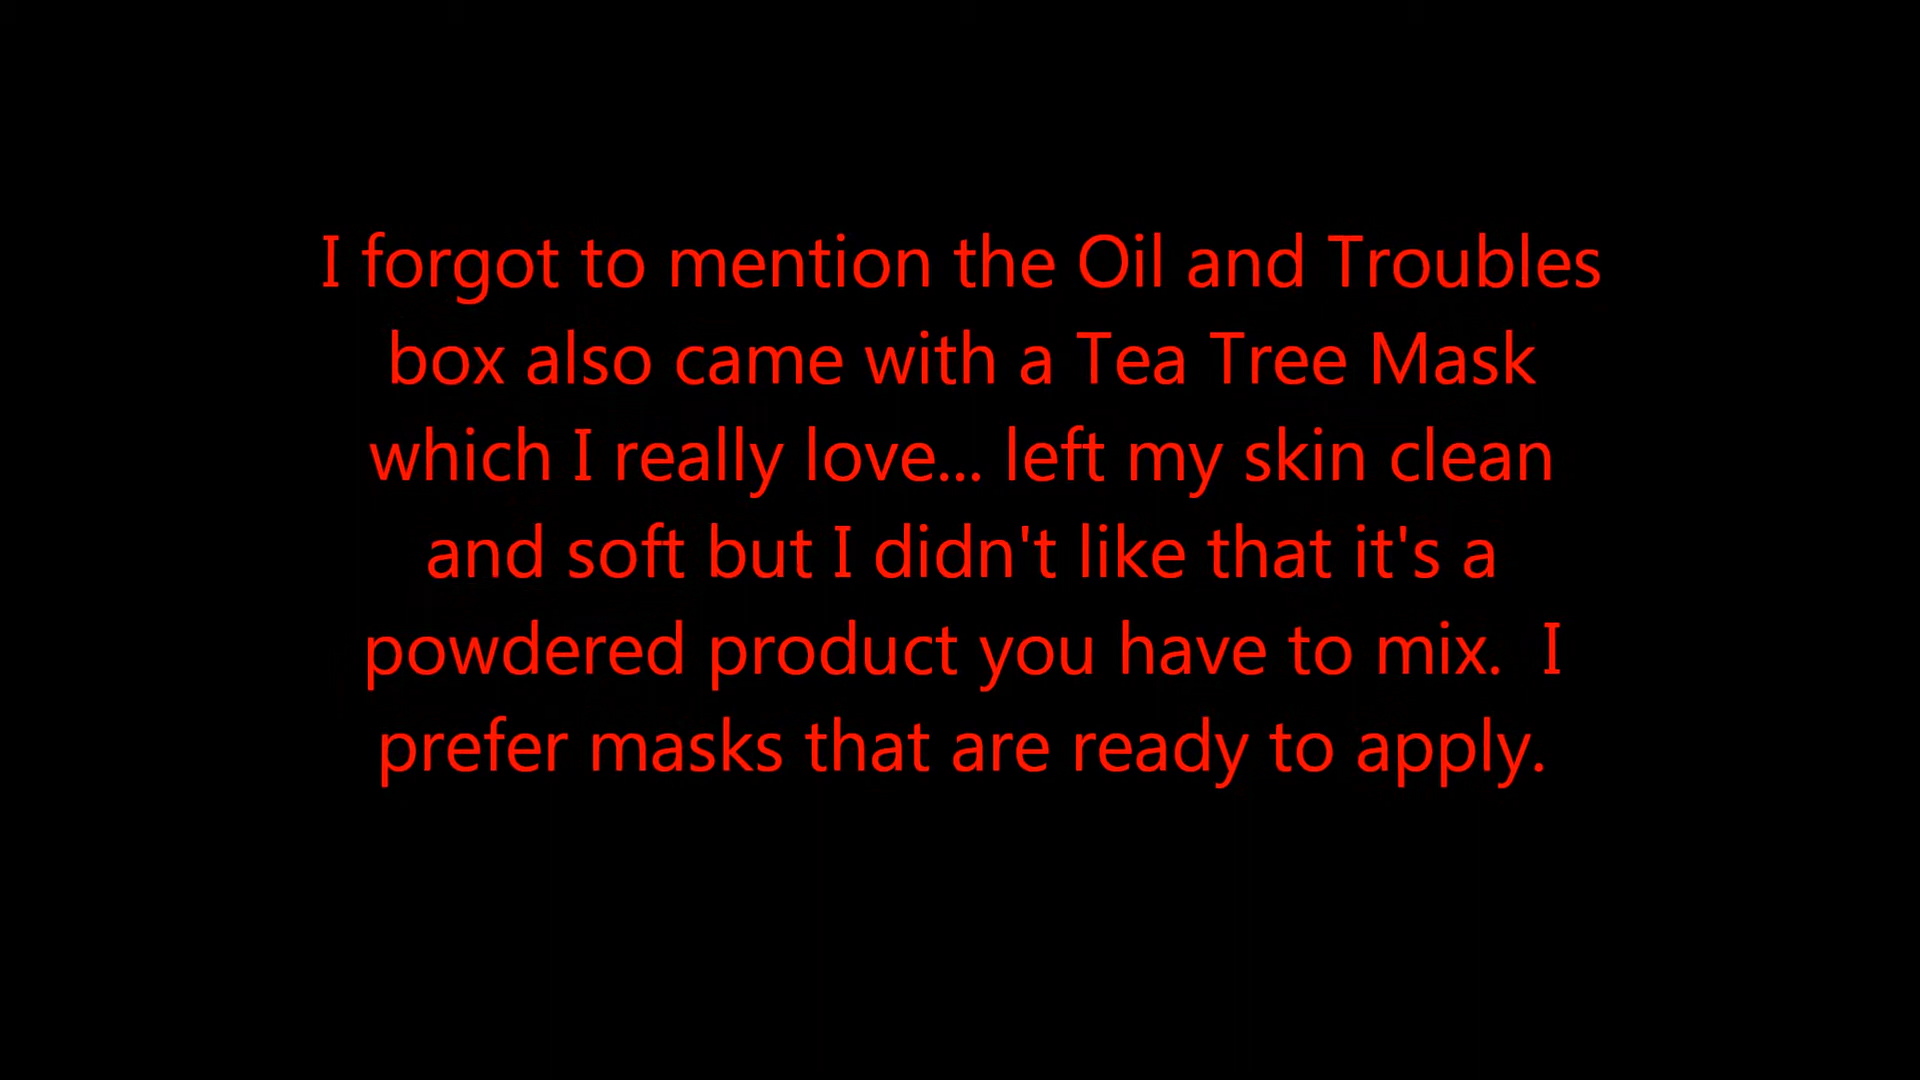 I forgot to mention the Oil and Troubles
box also came with a Tea Tree Mask
which I really love... left my skin clean
and soft but I didn't like that it's a
powdered product you have to mix.  I
prefer masks that are ready to apply.